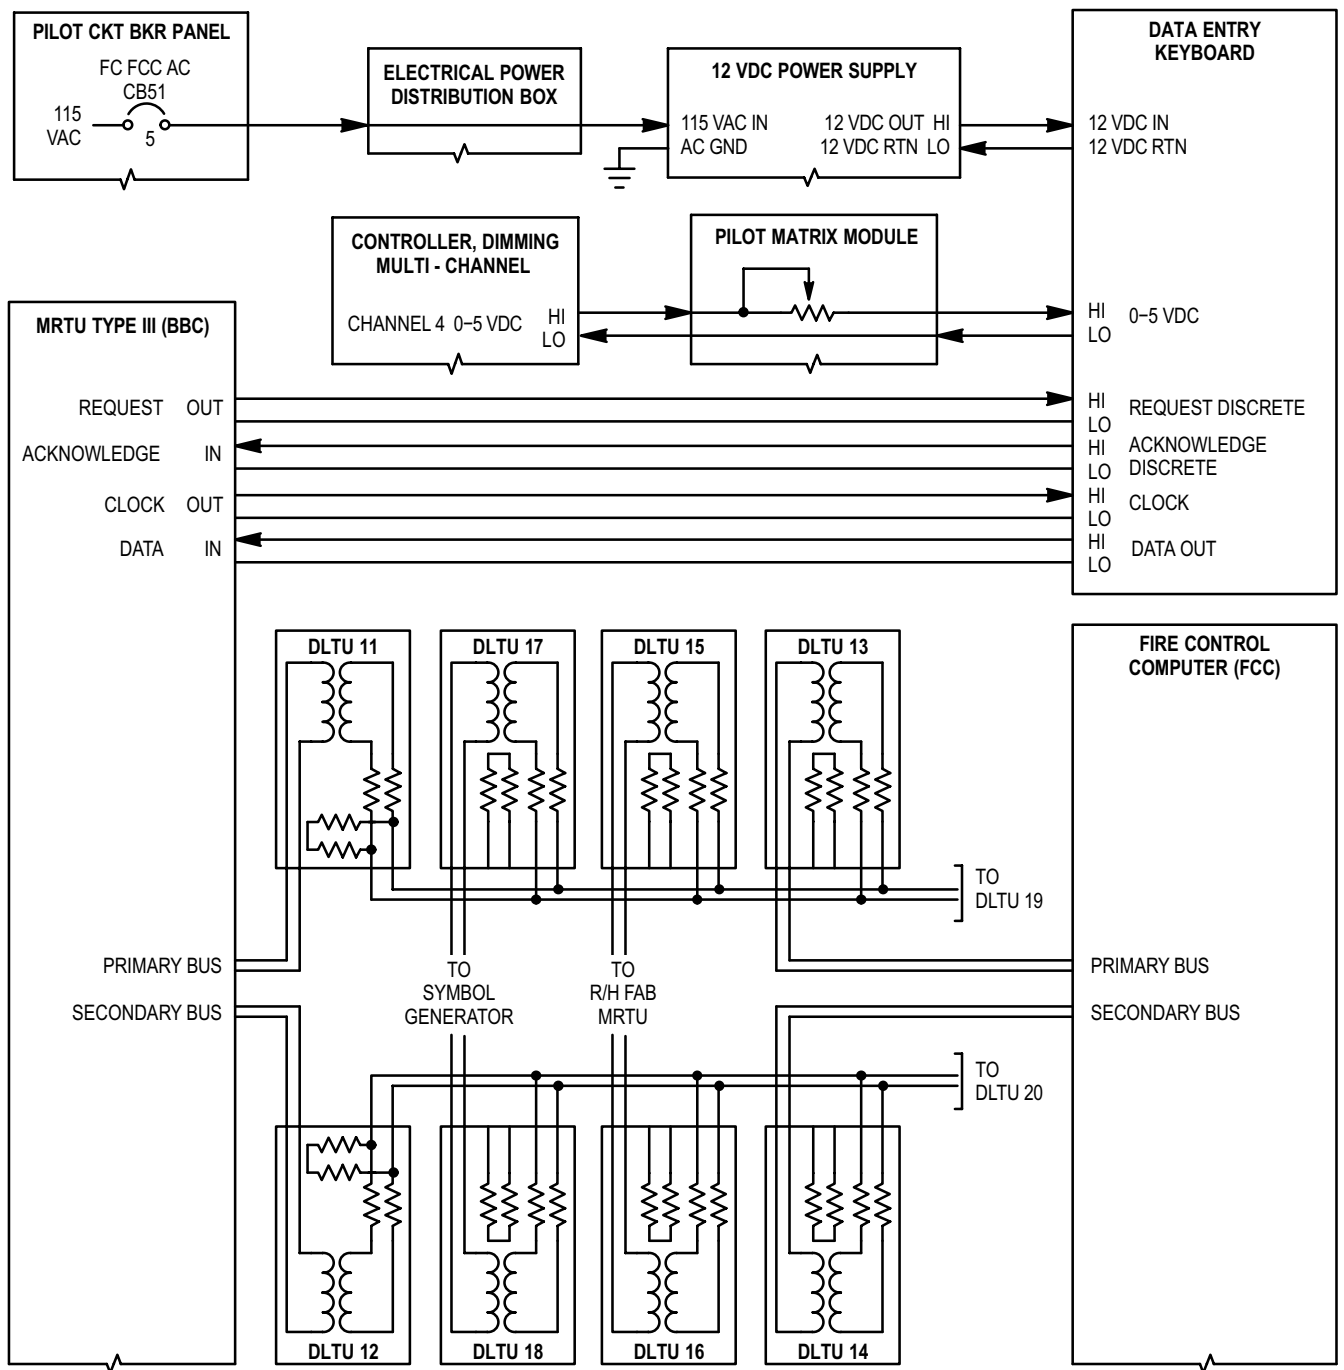 PILOT CKT BKR PANEL
FC FCC AC
CB51
115
VAC
5
ELECTRICAL POWER
DISTRIBUTION BOX
12 VDC POWER SUPPLY
115 VAC IN
AC GND
12 VDC OUT HI
12 VDC RTN LO
DATA ENTRY
KEYBOARD
12 VDC IN
12 VDC RTN
CONTROLLER, DIMMING
MULTI - CHANNEL
CHANNEL 4 0–5 VDC
HI
LO
PILOT MATRIX MODULE
HI
LO
0–5 VDC
MRTU TYPE III (BBC)
REQUEST OUT
ACKNOWLEDGE IN
CLOCK OUT
DATA IN
HI
LO
REQUEST DISCRETE
HI
LO
ACKNOWLEDGE
DISCRETE
HI
LO
CLOCK
HI
LO
DATA OUT
DLTU 11
DLTU 17
DLTU 15
DLTU 13
FIRE CONTROL
COMPUTER (FCC)
TO
DLTU 19
PRIMARY BUS
SECONDARY BUS
TO
SYMBOL
GENERATOR
TO
R/H FAB
MRTU
PRIMARY BUS
SECONDARY BUS
TO
DLTU 20
DLTU 12
DLTU 18
DLTU 16
DLTU 14